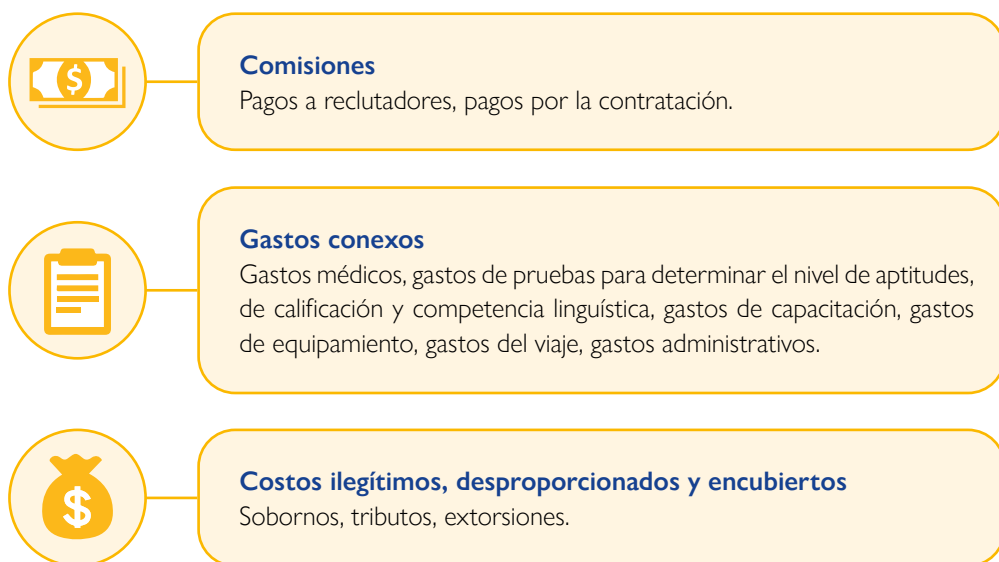 $
Comisiones
Pagos a reclutadores, pagos por la contratación.
Gastos conexos
Gastos médicos, gastos de pruebas para determinar el nivel de aptitudes,
de calificación y competencia linguística, gastos de capacitación, gastos
de equipamiento, gastos del viaje, gastos administrativos.
$
Costos ilegítimos, desproporcionados y encubiertos
Sobornos, tributos, extorsiones.